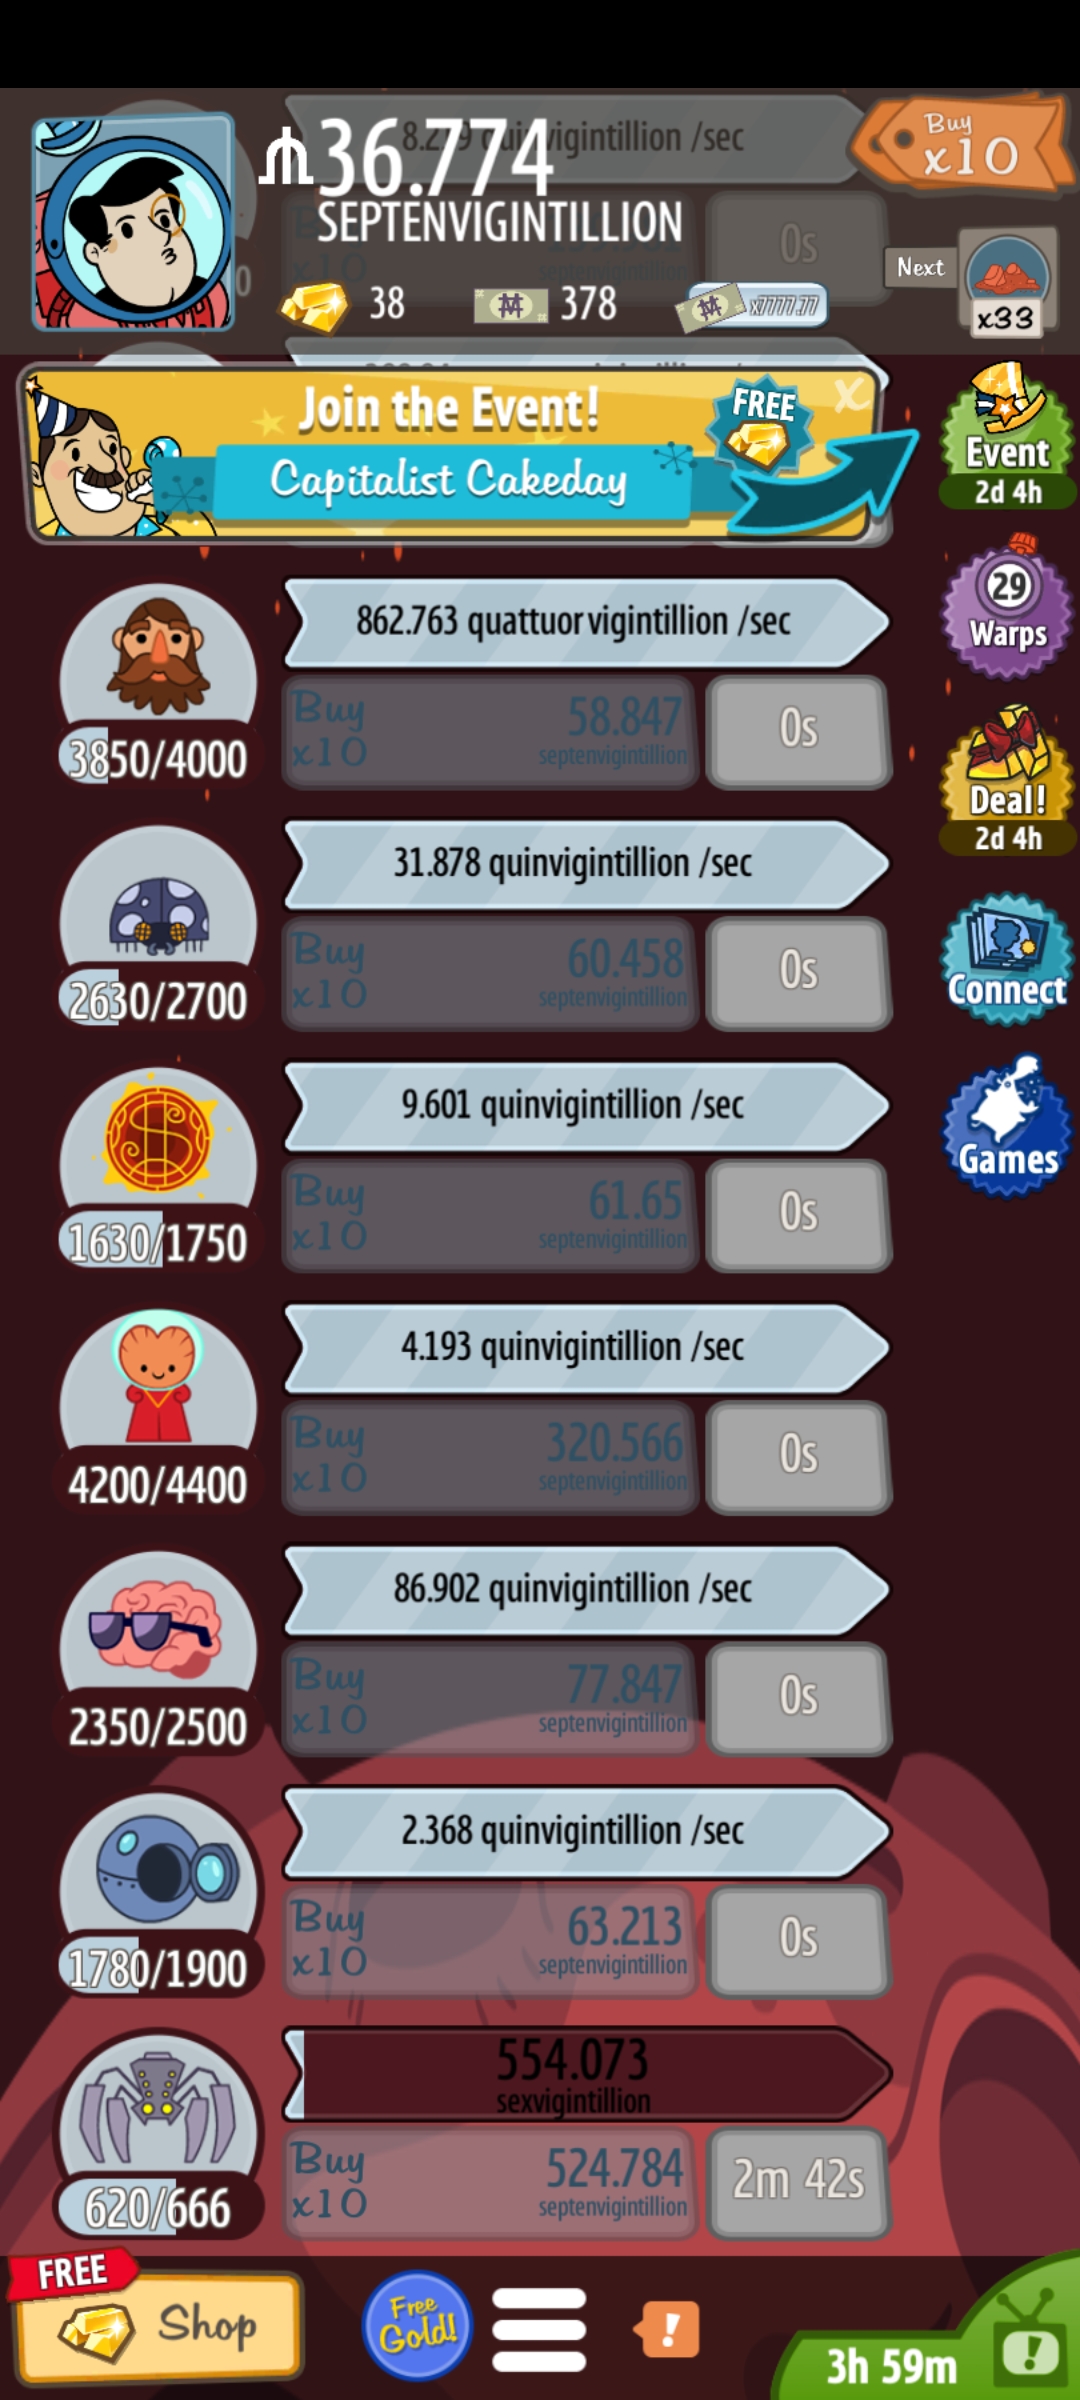 8.279 quinvigintillion /sec
36.774
SEPTENVIGINTILLION
Buy
x10
0s
septenvigintillion
38
378
x7777.77
Next
x33
Join the Event!
Capitalist Cakeday
FREE
X
Event
2d 4h
862.763 quattuorvigintillion /sec
3850/4000
Buy
x10
58.847
septenvigintillion
0s
29
Warps
Deal!
2d 4h
31.878 quinvigintillion /sec
2630/2700
Buy
x10
60.458
septenvigintillion
0s
Connect
9.601 quinvigintillion /sec
1630/1750
Buy
x10
61.65
septenvigintillion
0s
Games
4.193 quinvigintillion /sec
4200/4400
Buy
x10
320.566
septenvigintillion
0s
86.902 quinvigintillion /sec
2350/2500
Buy
x10
77.847
septenvigintillion
0s
2.368 quinvigintillion /sec
1780/1900
Buy
x10
63.213
septenvigintillion
0s
554.073
sexvigintillion
620/666
Buy
x10
524.784
septenvigintillion
2m 42s
FREE
Shop
Free
Gold!
!
3h 59m
!